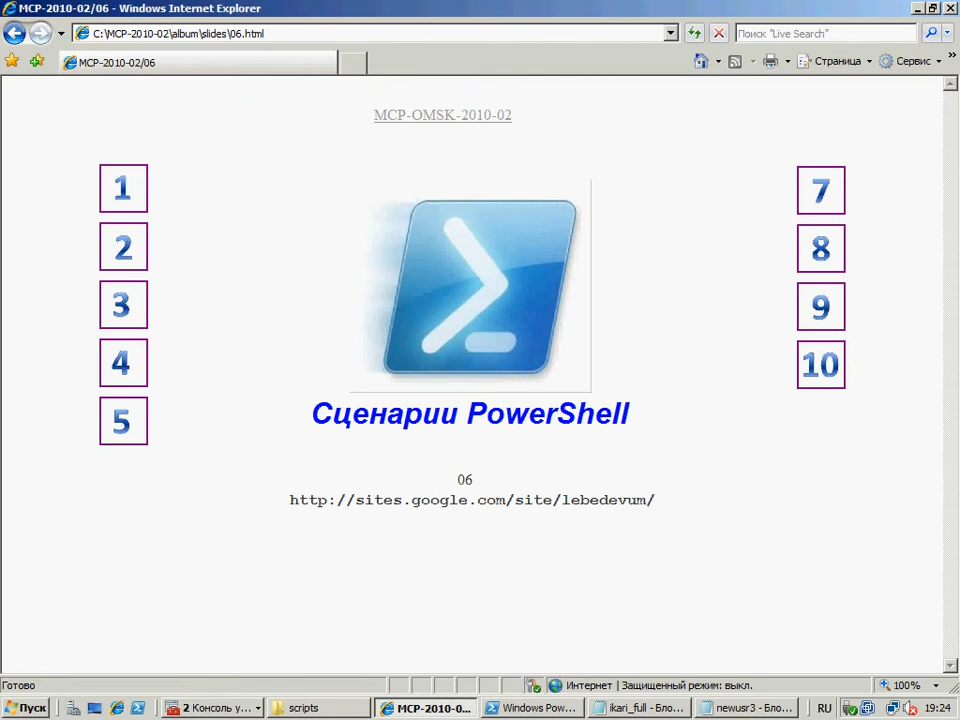 MCP-2010-02/06 - Windows Internet Explorer
C:\MCP-2010-02\album\slides\06.html
Поиск "Live Search"
MCP-2010-02/06
Страница
Сервис
MCP-OMSK-2010-02
1
2
3
4
5
7
8
9
10
Сценарии PowerShell
06
http://sites.google.com/site/lebedevum/
Готово
Интернет | Защищенный режим: выкл.
100%
Пуск
2 Консоль у...
scripts
MCP-2010-0...
Windows Pow...
ikari_full - Бло...
newusr3 - Бло...
RU
19:24